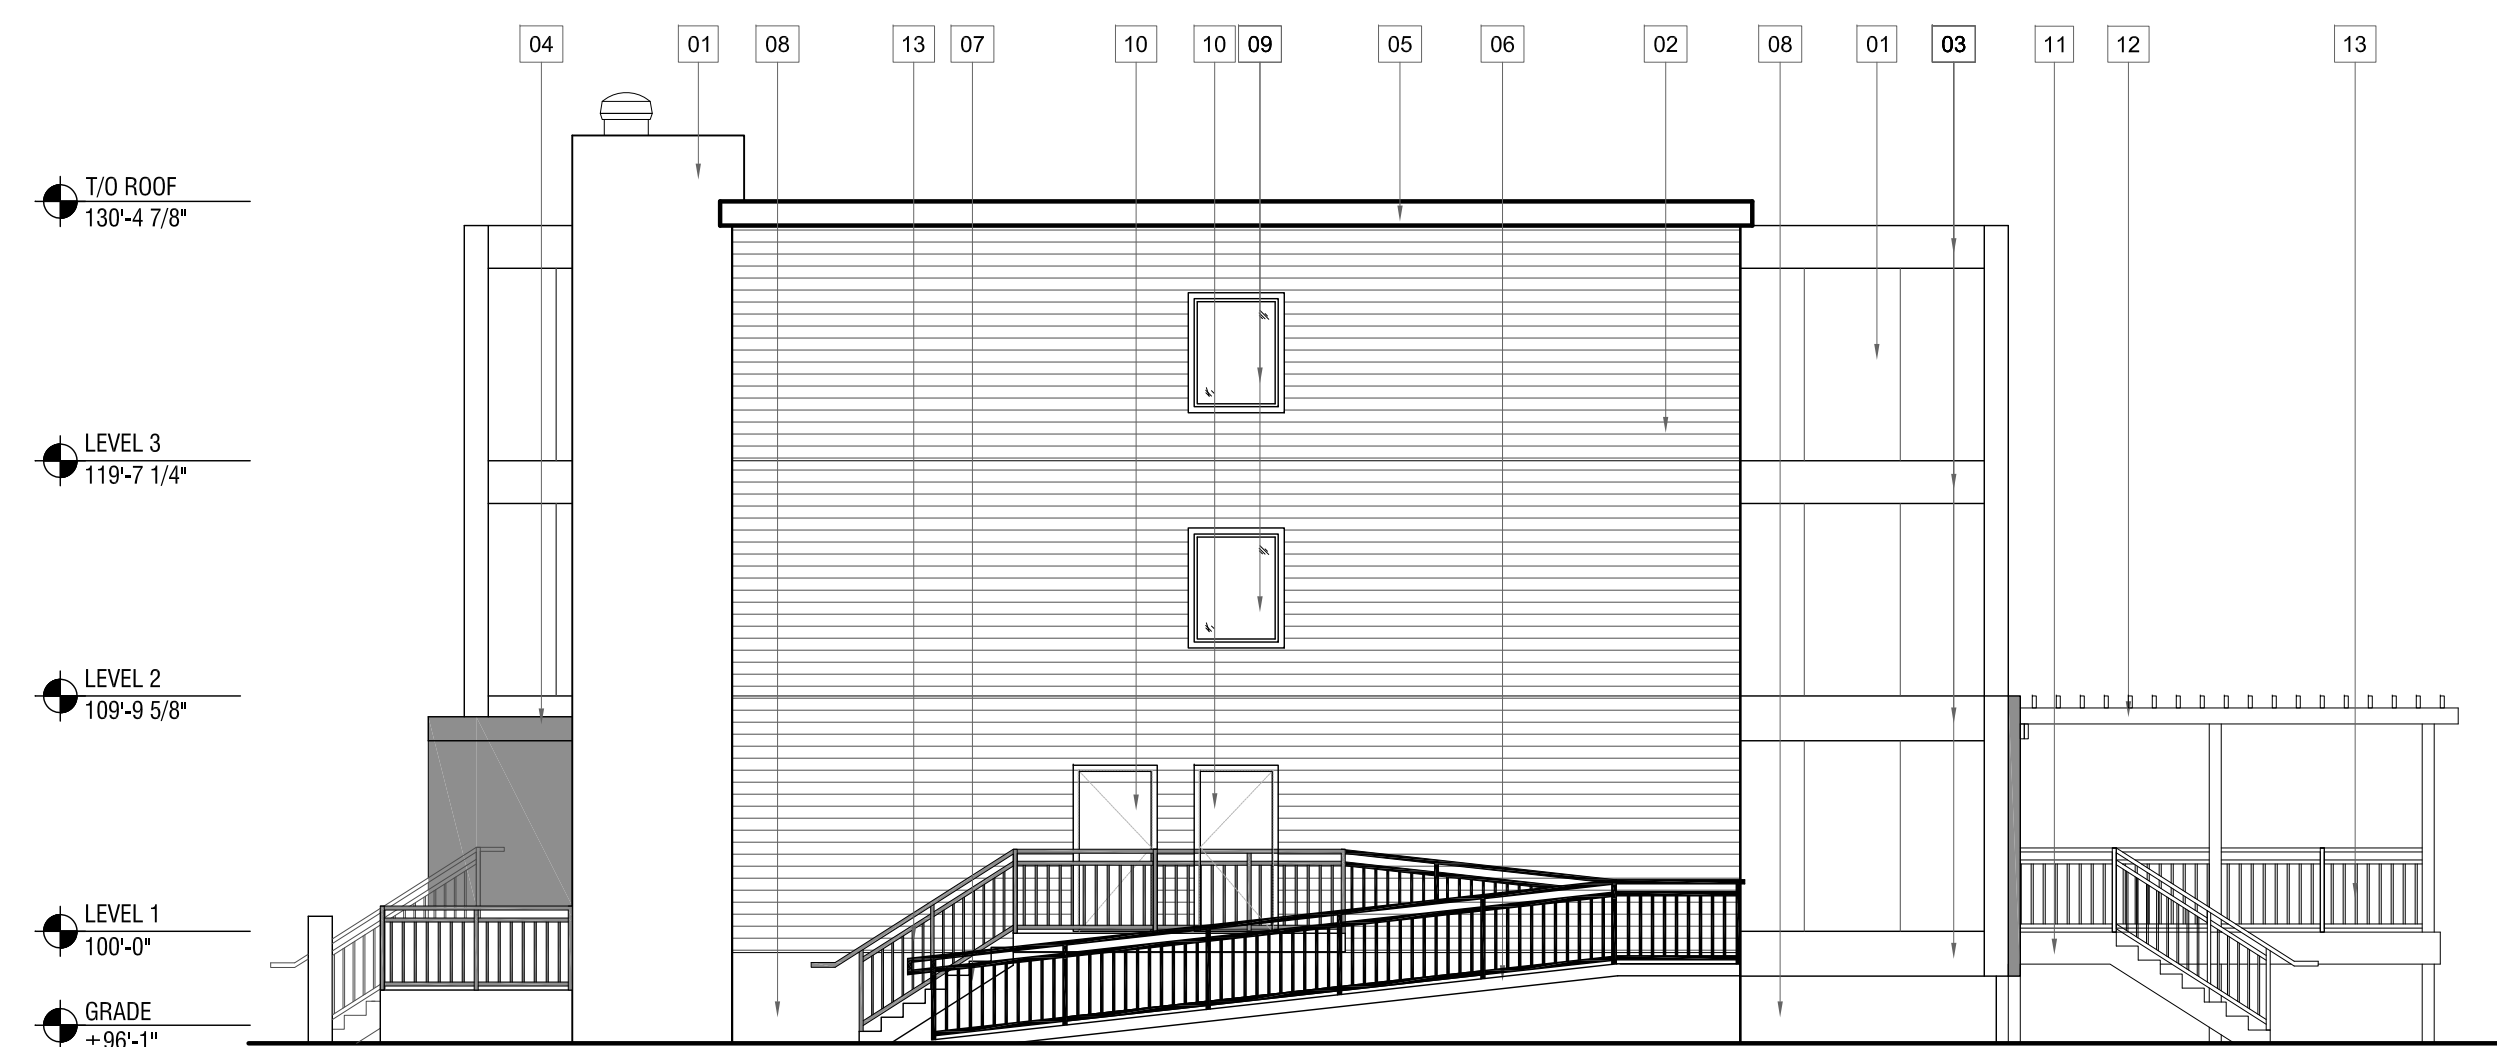 04 01 08 13 07 10 10 09 05 06 02 08 01 03 11 12 13
T/O ROOF
130'-4 7/8"
LEVEL 3
119'-7 1/4"
LEVEL 2
109'-9 5/8"
LEVEL 1
100'-0"
GRADE
±96'-1"